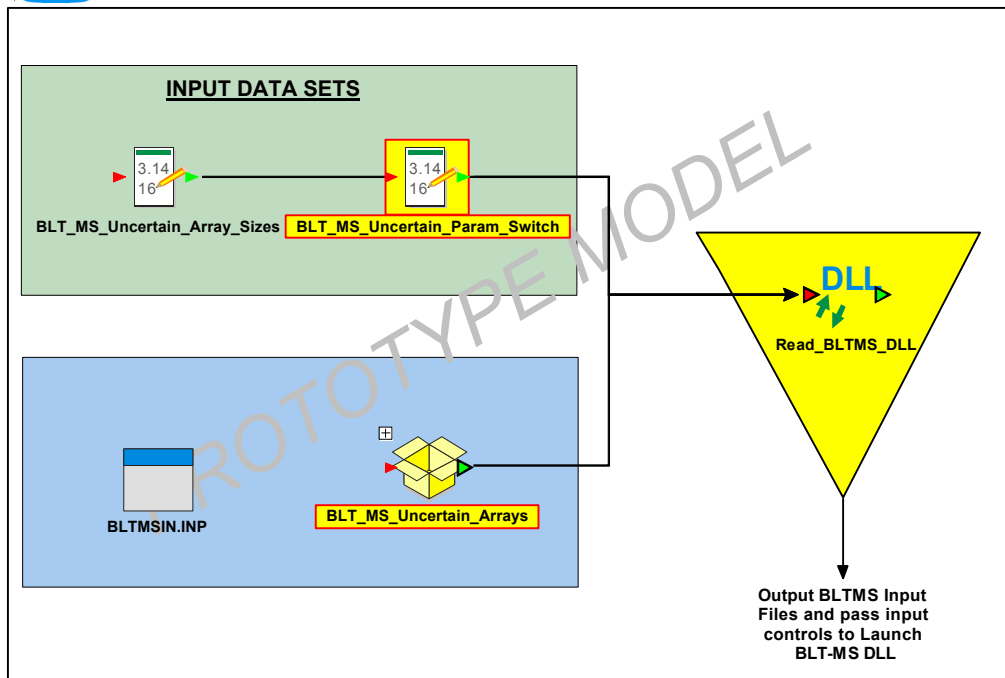 INPUT DATA SETS
3.14
16
3.14
16
BLT_MS_Uncertain_Array_Sizes
BLT_MS_Uncertain_Param_Switch
PROTOTYPE MODEL
DLL
Read_BLTMS_DLL
BLTMSIN.INP
BLT_MS_Uncertain_Arrays
Output BLTMS Input
Files and pass input
controls to Launch
BLT-MS DLL